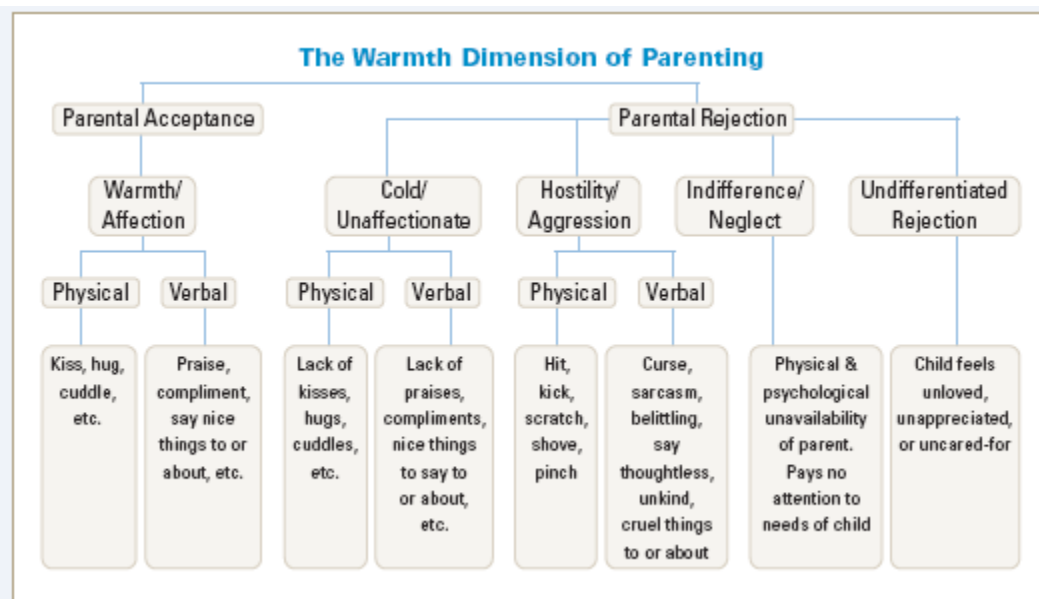 The Warmth Dimension of Parenting
Parental Acceptance
Parental Rejection
Warmth/
Affection
Cold/
Unaffectionate
Hostility/
Aggression
Indifference/
Neglect
Undifferentiated
Rejection
Physical
Verbal
Physical
Verbal
Physical
Verbal
Kiss, hug,
cuddle,
etc.
Praise,
compliment,
say nice
things to or
about, etc.
Lack of
kisses,
hugs,
cuddles,
etc.
Lack of
praises,
compliments,
nice things
to say to
or about,
etc.
Hit,
kick,
scratch,
shove,
pinch
Curse,
sarcasm,
belittling,
say
thoughtless,
unkind,
cruel things
to or about
Physical &
psychological
unavailability
of parent.
Pays no
attention to
needs of child
Child feels
unloved,
unappreciated,
or uncared-for